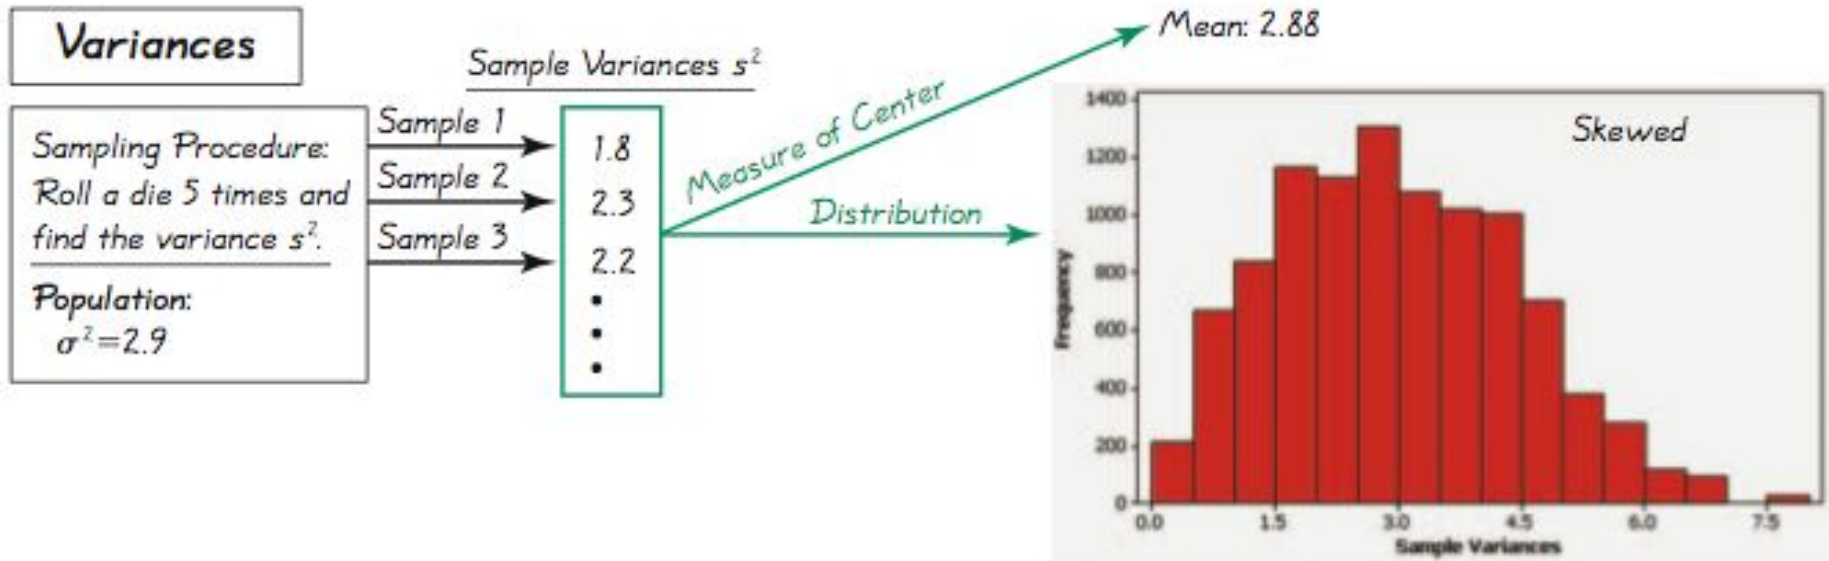 Variances
Sampling Procedure:
Roll a die 5 times and
find the variance s².
Population:
σ²=2.9
Sample 1
Sample 2
Sample 3
Sample Variances s²
1.8
2.3
2.2
Measure of Center
Distribution
Mean: 2.88
Skewed
1400
1200
1000
800
600
400
200
0
Frequency
0.0 1.5 3.0 4.5 6.0 7.5
Sample Variances